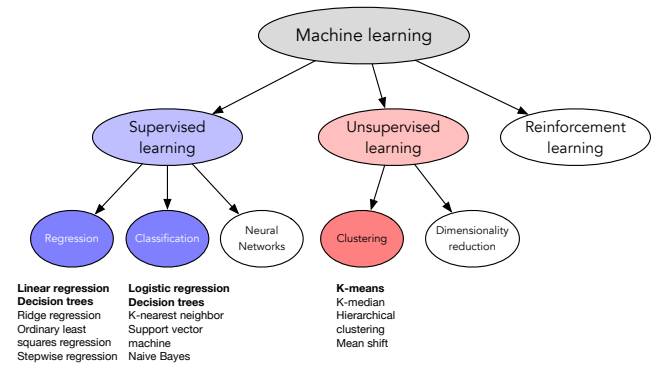 Machine learning
Supervised
learning
Unsupervised
learning
Reinforcement
learning
Regression
Classification
Neural
Networks
Clustering
Dimensionality
reduction
Linear regression
Decision trees
Ridge regression
Ordinary least
squares regression
Stepwise regression
Logistic regression
Decision trees
K-nearest neighbor
Support vector
machine
Naive Bayes
K-means
K-median
Hierarchical
clustering
Mean shift